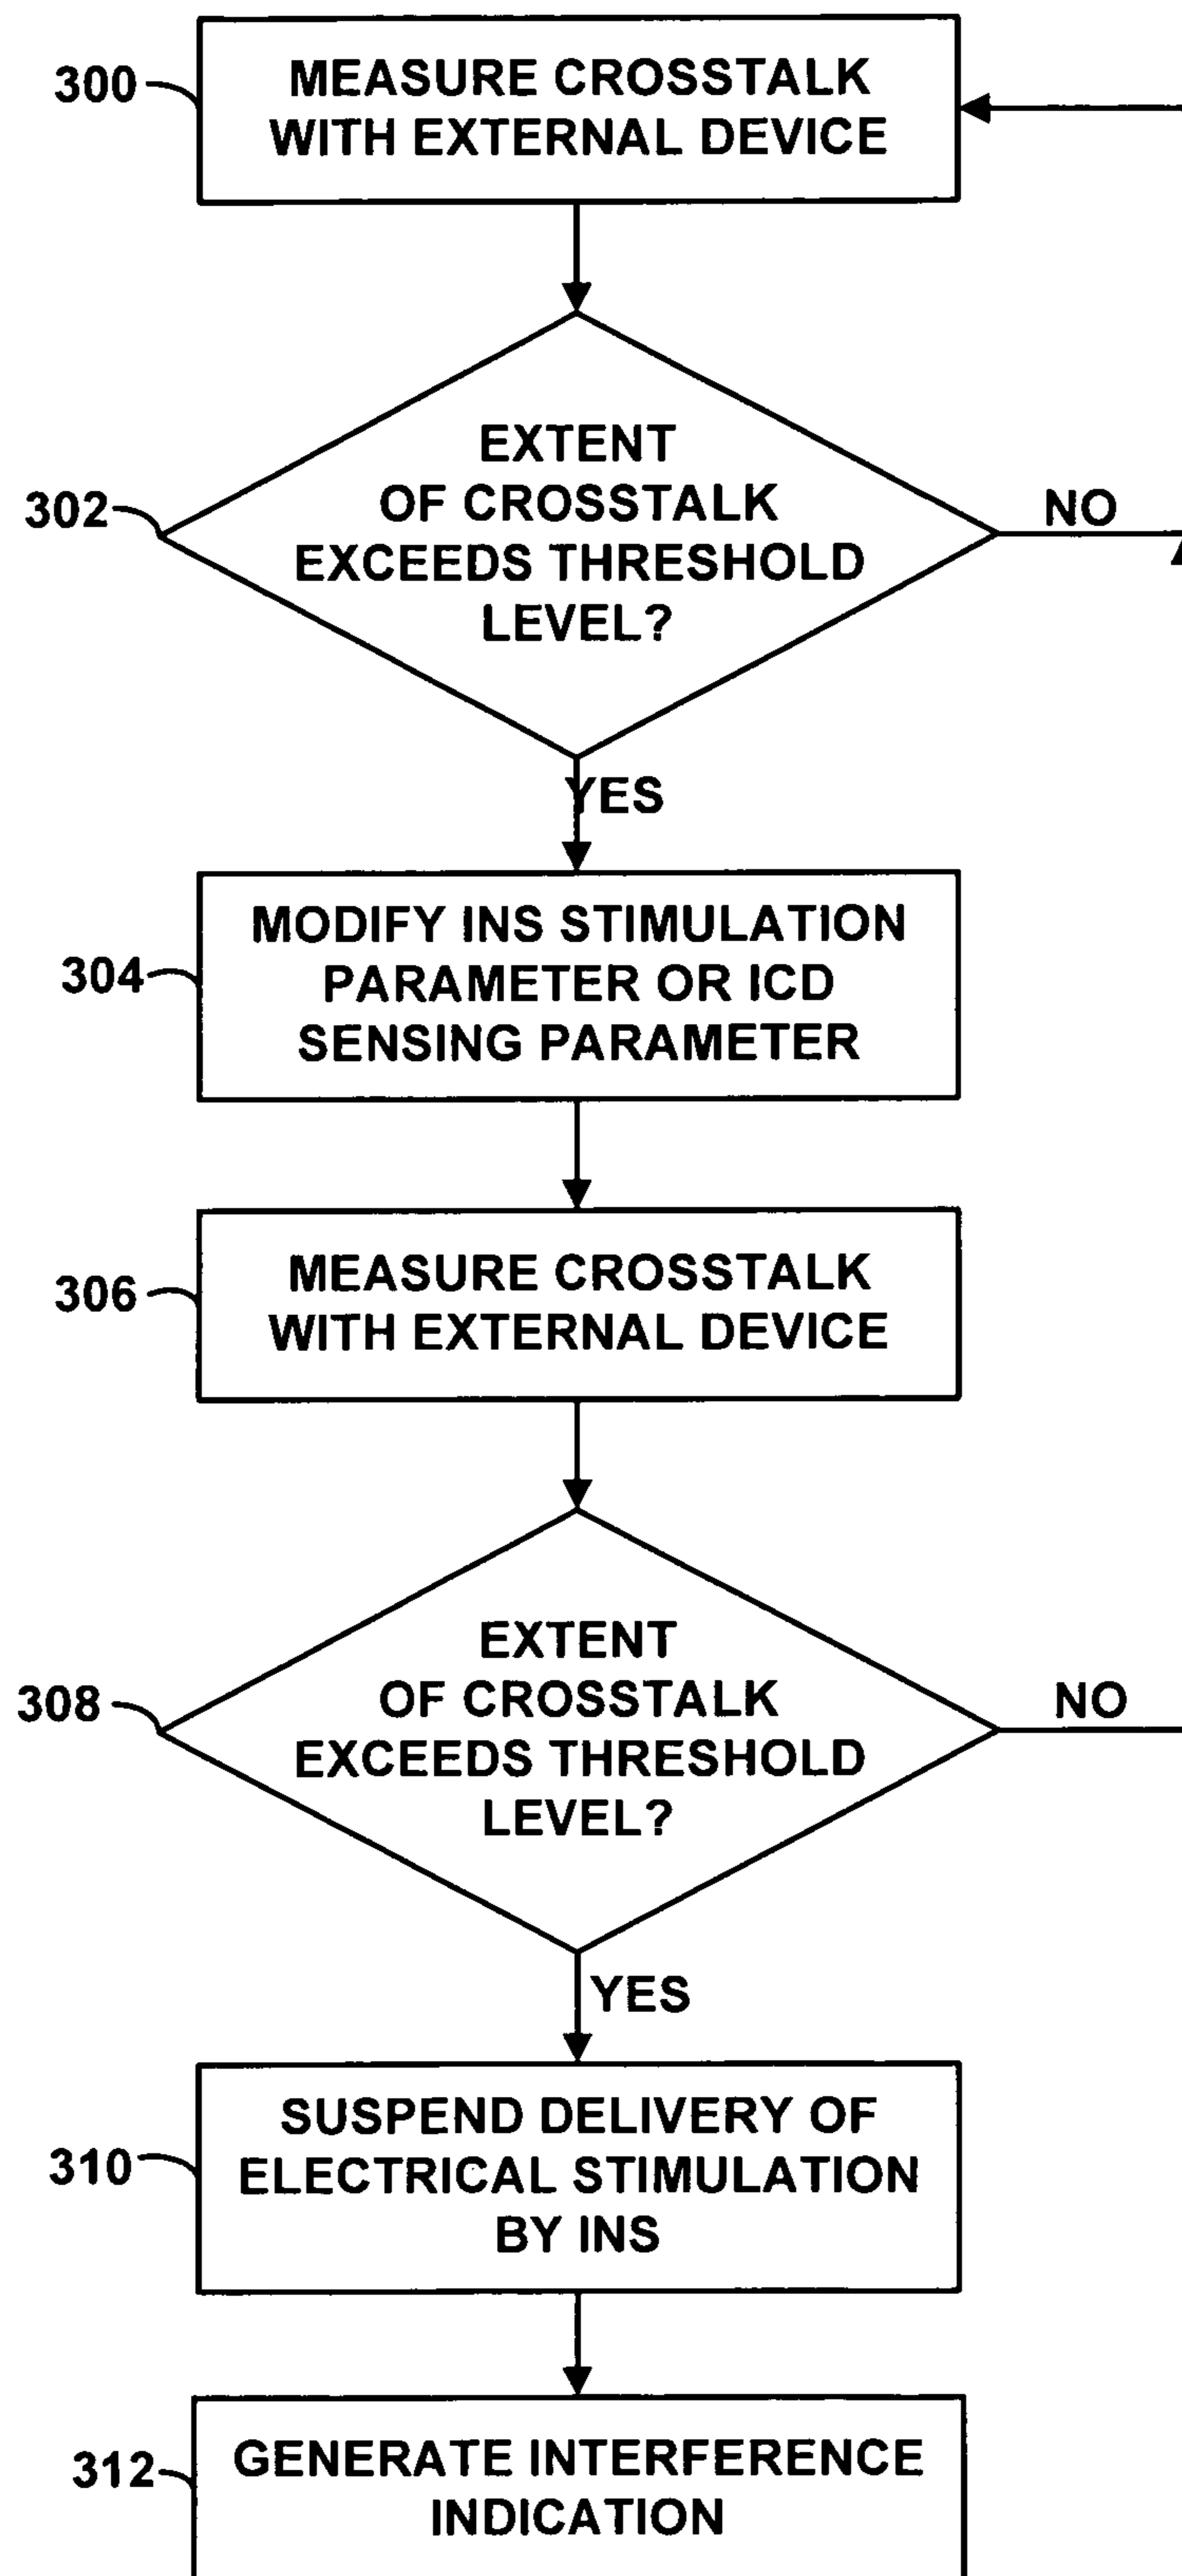 300
MEASURE CROSSTALK
WITH EXTERNAL DEVICE
302
EXTENT
OF CROSSTALK
EXCEEDS THRESHOLD
LEVEL?
NO
YES
304
MODIFY INS STIMULATION
PARAMETER OR ICD
SENSING PARAMETER
306
MEASURE CROSSTALK
WITH EXTERNAL DEVICE
308
EXTENT
OF CROSSTALK
EXCEEDS THRESHOLD
LEVEL?
NO
YES
310
SUSPEND DELIVERY OF
ELECTRICAL STIMULATION
BY INS
312
GENERATE INTERFERENCE
INDICATION